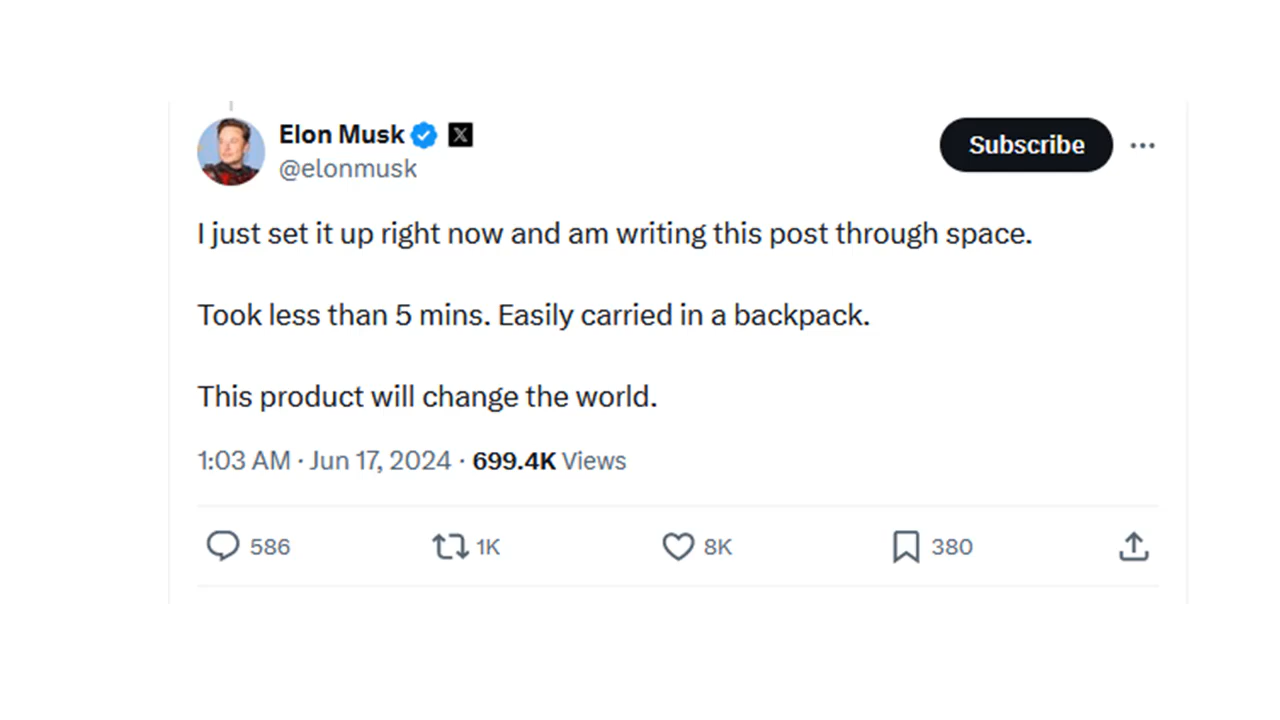 Elon Musk
Subscribe
@elonmusk
I just set it up right now and am writing this post through space.
Took less than 5 mins. Easily carried in a backpack.
This product will change the world.
1:03 AM · Jun 17, 2024 · 699.4K Views
586 1K 8K 380